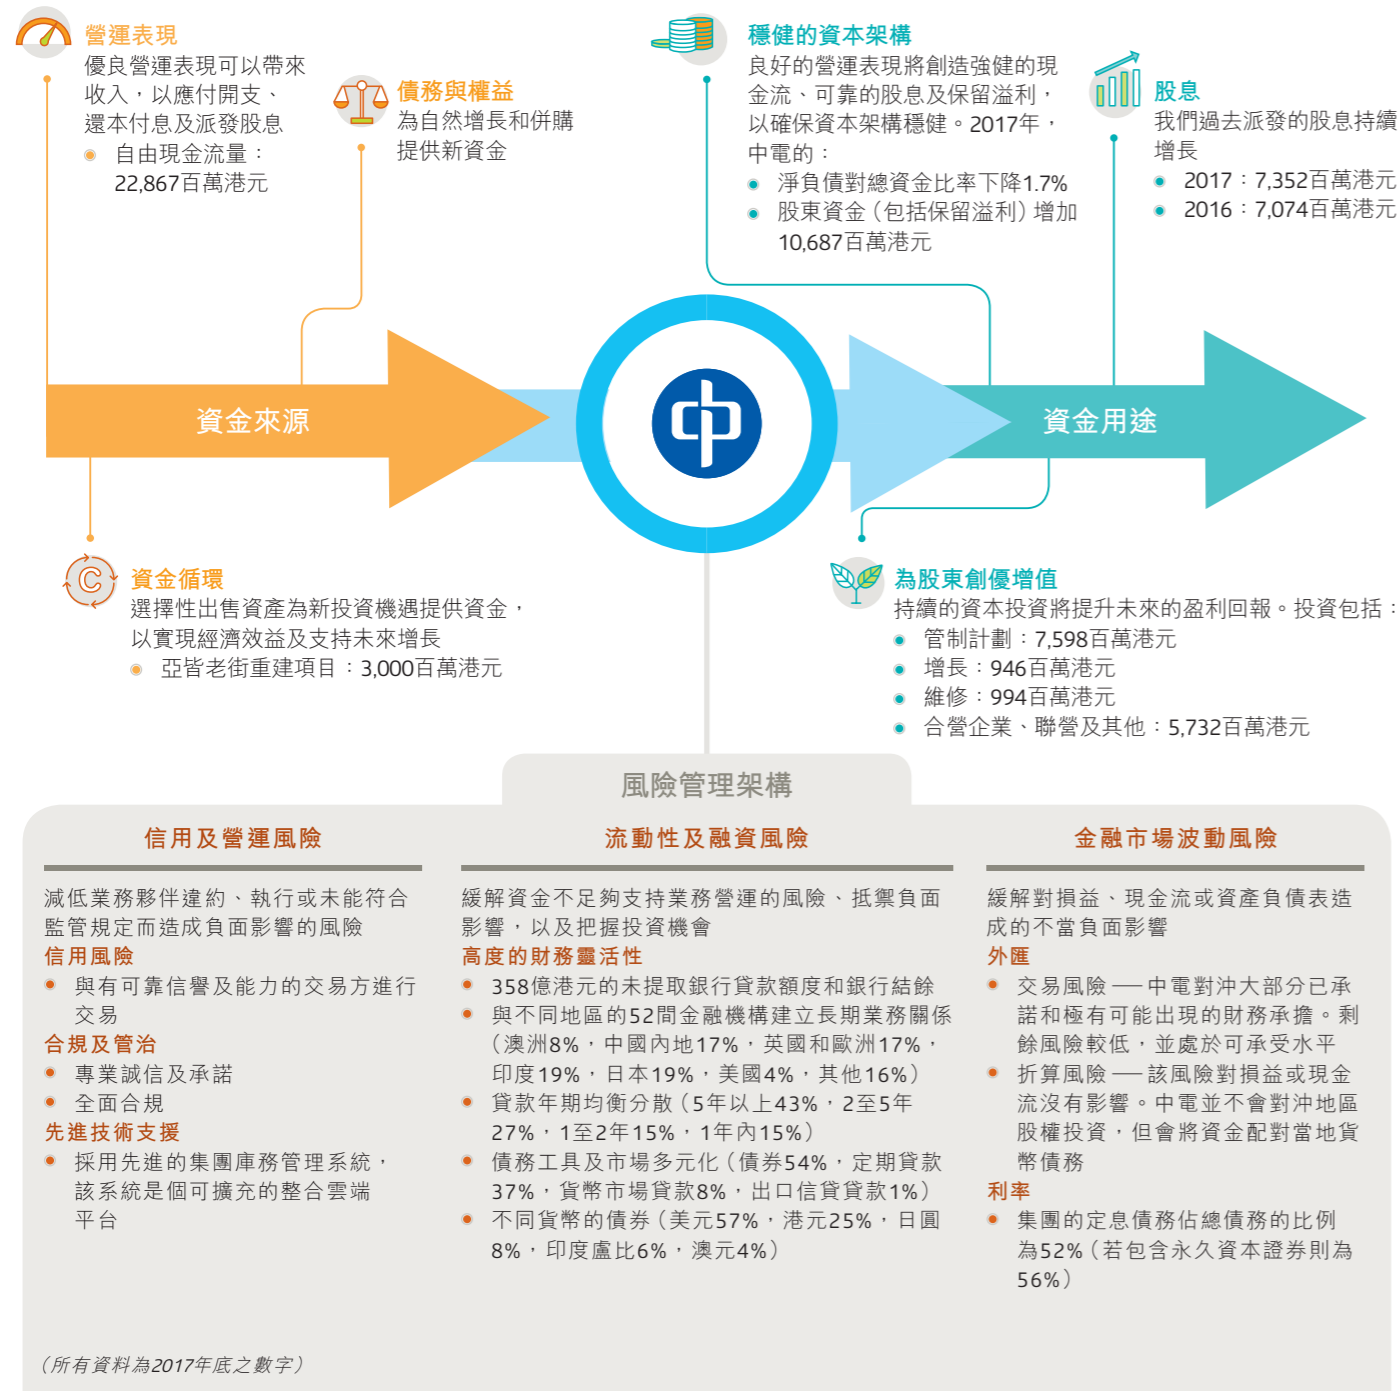 營運表現
優良營運表現可以帶來
收入，以應付開支、
還本付息及派發股息
自由現金流量：
22,867百萬港元
債務與權益
為自然增長和併購
提供新資金
穩健的資本架構
良好的營運表現將創造強健的現
金流、可靠的股息及保留溢利，
以確保資本架構穩健。2017年，
中電的：
淨負債對總資金比率下降1.7%
股東資金（包括保留溢利）增加
10,687百萬港元
股息
我們過去派發的股息持續
增長
2017：7,352百萬港元
2016：7,074百萬港元
資金來源
資金用途
資金循環
選擇性出售資產為新投資機遇提供資金，
以實現經濟效益及支持未來增長
亞皆老街重建項目：3,000百萬港元
為股東創優增值
持續的資本投資將提升未來的盈利回報。投資包括：
管制計劃：7,598百萬港元
增長：946百萬港元
維修：994百萬港元
合營企業、聯營及其他：5,732百萬港元
風險管理架構
信用及營運風險
減低業務夥伴違約、執行或未能符合
監管規定而造成負面影響的風險
信用風險
與有可靠信譽及能力的交易方進行
交易
合規及管治
專業誠信及承諾
全面合規
先進技術支援
採用先進的集團庫務管理系統，
該系統是個可擴充的整合雲端
平台
流動性及融資風險
緩解資金不足夠支持業務營運的風險、抵禦負面
影響，以及把握投資機會
高度的財務靈活性
358億港元的未提取銀行貸款額度和銀行結餘
與不同地區的52間金融機構建立長期業務關係
（澳洲8%，中國內地17%，英國和歐洲17%，
印度19%，日本19%，美國4%，其他16%）
貸款年期均衡分散（5年以上43%，2至5年
27%，1至2年15%，1年內15%）
債務工具及市場多元化（債券54%，定期貸款
37%，貨幣市場貸款8%，出口信貸貸款1%）
不同貨幣的債券（美元57%，港元25%，日圓
8%，印度盧比6%，澳元4%）
金融市場波動風險
緩解對損益、現金流或資產負債表造
成的不當負面影響
外匯
交易風險 — 中電對沖大部分已承
諾和極有可能出現的財務承擔。剩
餘風險較低，並處於可承受水平
折算風險 — 該風險對損益或現金
流沒有影響。中電並不會對沖地區
股權投資，但會將資金配對當地貨
幣債務
利率
集團的定息債務佔總債務的比例
為52%（若包含永久資本證券則為
56%）
（所有資料為2017年底之數字）